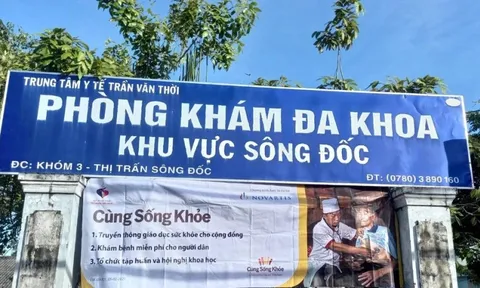 TRUNG TÂM Y TẾ TRẦN VĂN THỜI
PHÒNG KHÁM ĐA KHOA
KHU VỰC SÔNG ĐỐC
ĐC: KHÓM 3 - THỊ TRẤN SÔNG ĐỐC
ĐT: (0780) 3 890 160
NOVARTIS
Cùng Sống Khỏe
1. Truyền thông giáo dục sức khỏe cho cộng đồng
2. Khám bệnh miễn phí cho người dân
3. Tổ chức tập huấn và hội nghị khoa học
Cùng Sống Khỏe